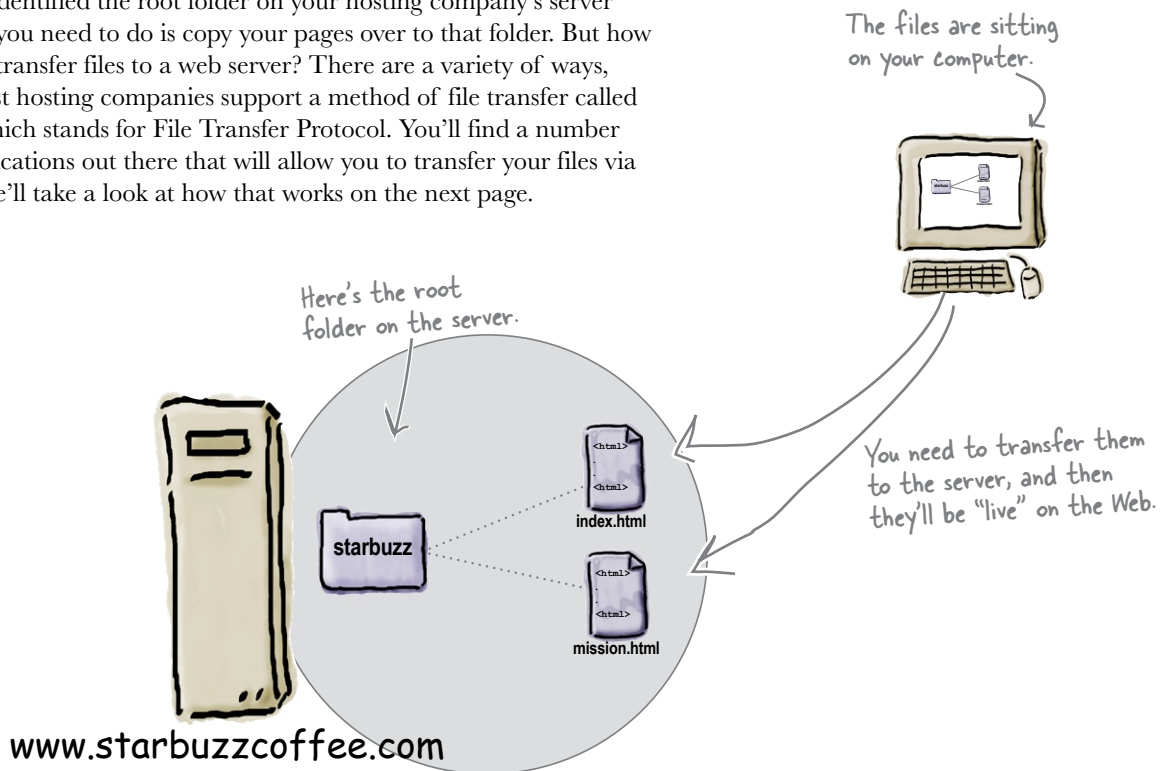 dentified the root folder on your hosting company's server
you need to do is copy your pages over to that folder. But how
transfer files to a web server? There are a variety of ways,
st hosting companies support a method of file transfer called
hich stands for File Transfer Protocol. You'll find a number
ications out there that will allow you to transfer your files via
e'll take a look at how that works on the next page.
The files are sitting
on your computer.
starbuzz
Here's the root
folder on the server.
<html>
.
.
<html>
index.html
starbuzz
<html>
.
.
<html>
mission.html
You need to transfer them
to the server, and then
they'll be "live" on the Web.
www.starbuzzcoffee.com